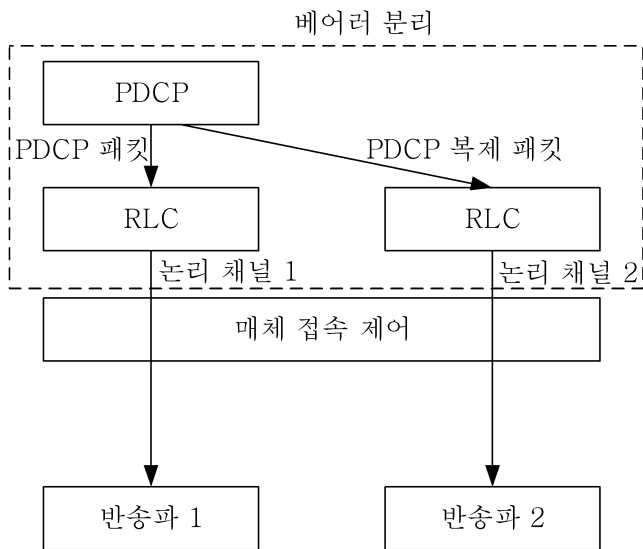 베어러 분리
PDCP
PDCP 패킷
PDCP 복제 패킷
RLC
RLC
논리 채널 1
논리 채널 2
매체 접속 제어
반송파 1
반송파 2